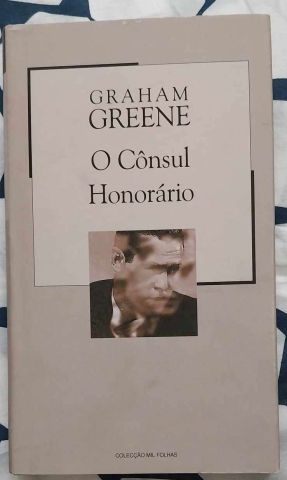 GRAHAM
GREENE
O Cônsul
Honorário
COLECÇÃO MIL FOLHAS